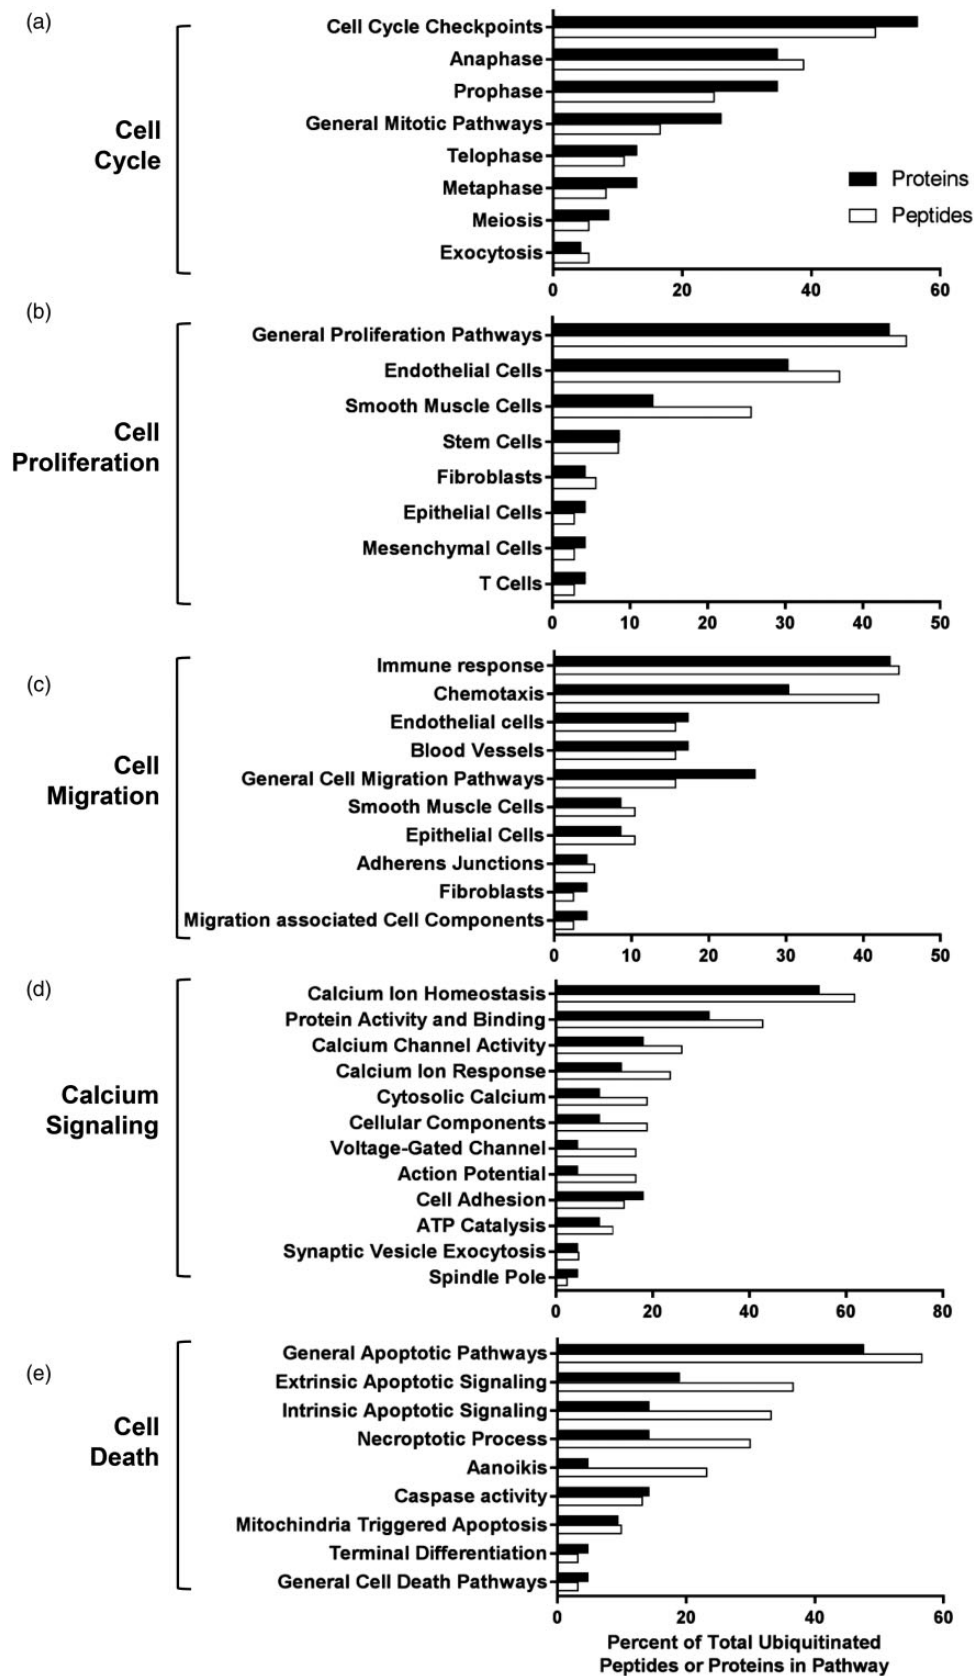 (a)
Cell
Cycle
Cell Cycle Checkpoints
Anaphase
Prophase
General Mitotic Pathways
Telophase
Metaphase
Meiosis
Exocytosis
Proteins
Peptides
0 20 40 60
(b)
Cell
Proliferation
General Proliferation Pathways
Endothelial Cells
Smooth Muscle Cells
Stem Cells
Fibroblasts
Epithelial Cells
Mesenchymal Cells
T Cells
0 10 20 30 40 50
(c)
Cell
Migration
Immune response
Chemotaxis
Endothelial cells
Blood Vessels
General Cell Migration Pathways
Smooth Muscle Cells
Epithelial Cells
Adherens Junctions
Fibroblasts
Migration associated Cell Components
0 10 20 30 40 50
(d)
Calcium
Signaling
Calcium Ion Homeostasis
Protein Activity and Binding
Calcium Channel Activity
Calcium Ion Response
Cytosolic Calcium
Cellular Components
Voltage-Gated Channel
Action Potential
Cell Adhesion
ATP Catalysis
Synaptic Vesicle Exocytosis
Spindle Pole
0 20 40 60 80
(e)
Cell
Death
General Apoptotic Pathways
Extrinsic Apoptotic Signaling
Intrinsic Apoptotic Signaling
Necroptotic Process
Aanoikis
Caspase activity
Mitochindria Triggered Apoptosis
Terminal Differentiation
General Cell Death Pathways
0 20 40 60
Percent of Total Ubiquitinated
Peptides or Proteins in Pathway